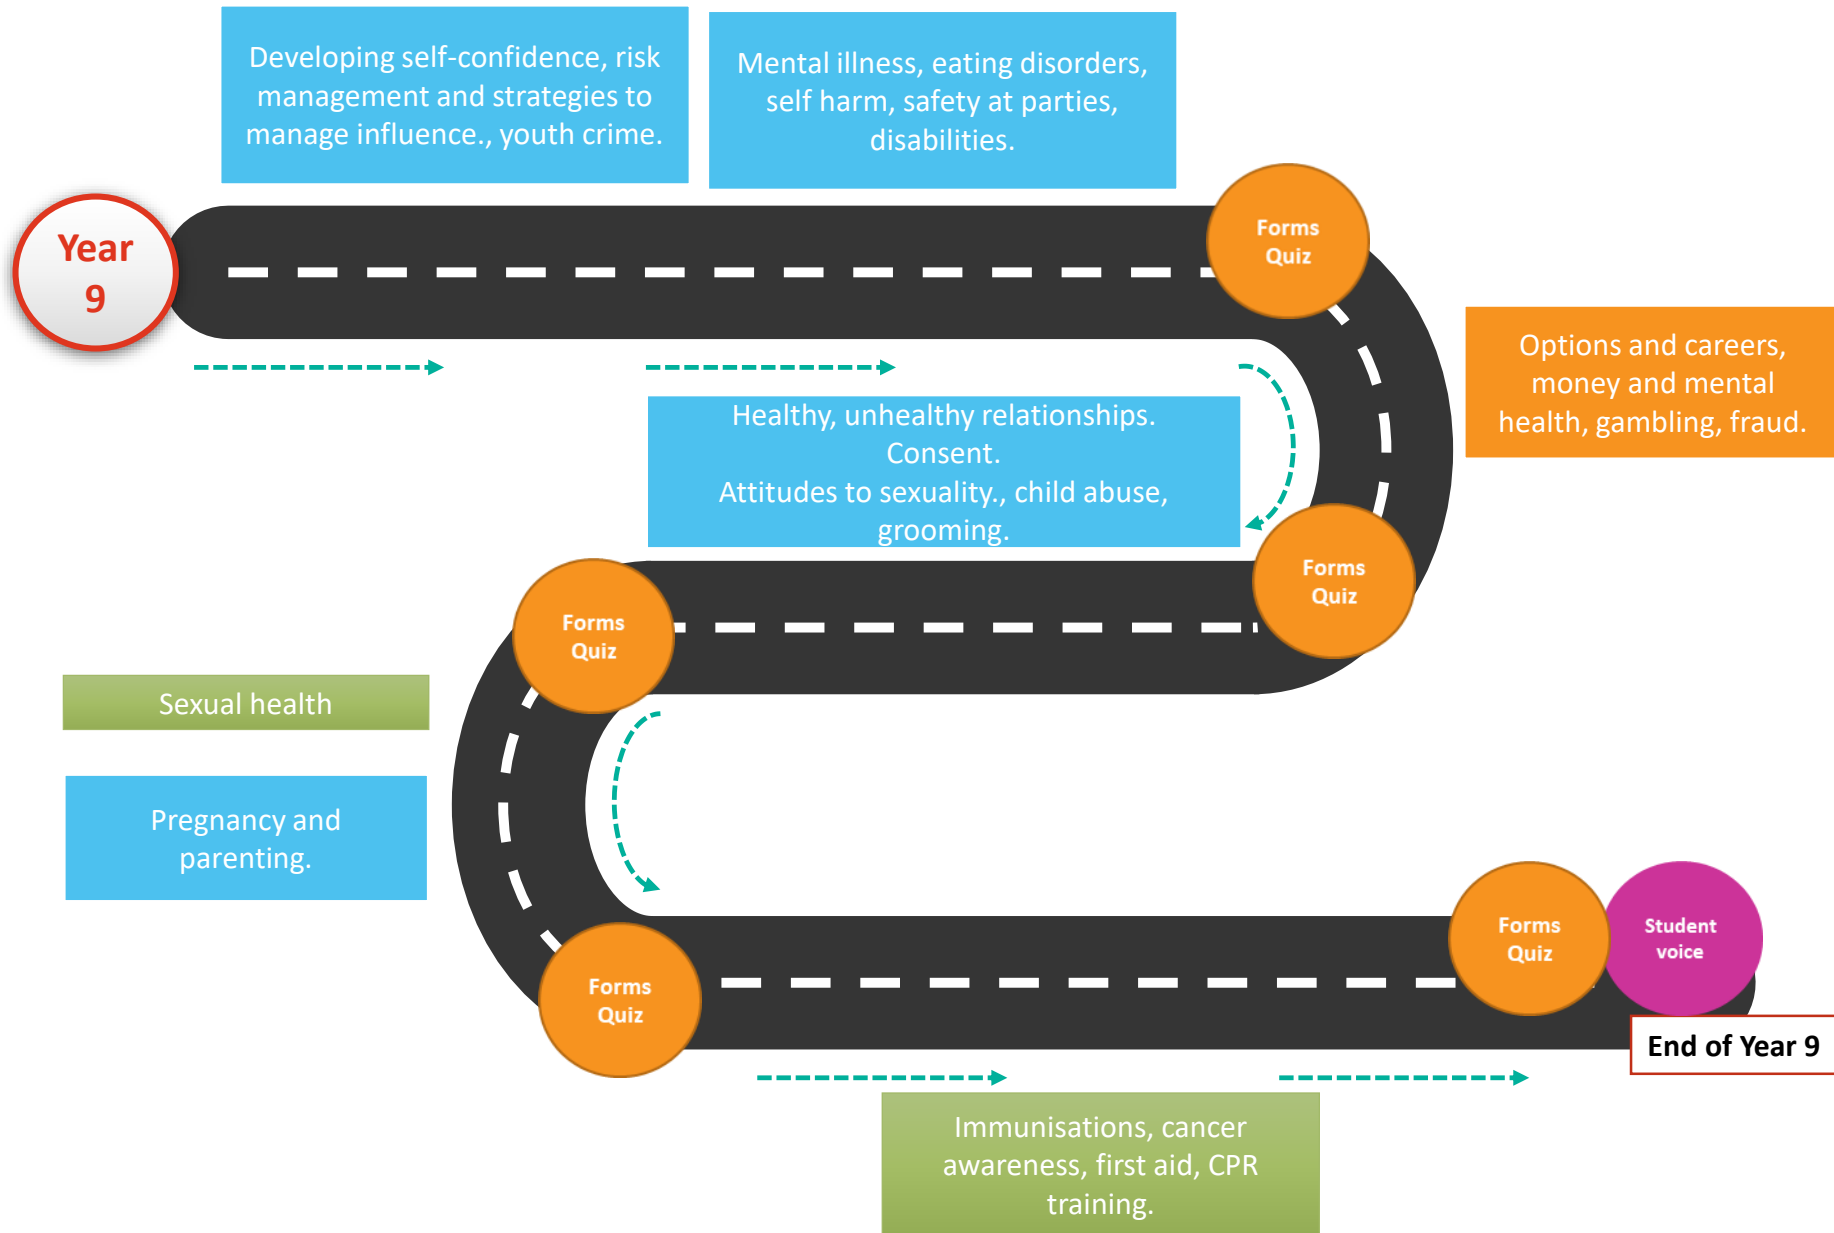 Developing self-confidence, risk
management and strategies to
manage influence., youth crime.
Mental illness, eating disorders,
self harm, safety at parties,
disabilities.
Year
9
Forms
Quiz
Options and careers,
money and mental
health, gambling, fraud.
Healthy, unhealthy relationships.
Consent.
Attitudes to sexuality., child abuse,
grooming.
Forms
Quiz
Forms
Quiz
Sexual health
Pregnancy and
parenting.
Forms
Quiz
Forms
Quiz
Student
voice
End of Year 9
Immunisations, cancer
awareness, first aid, CPR
training.